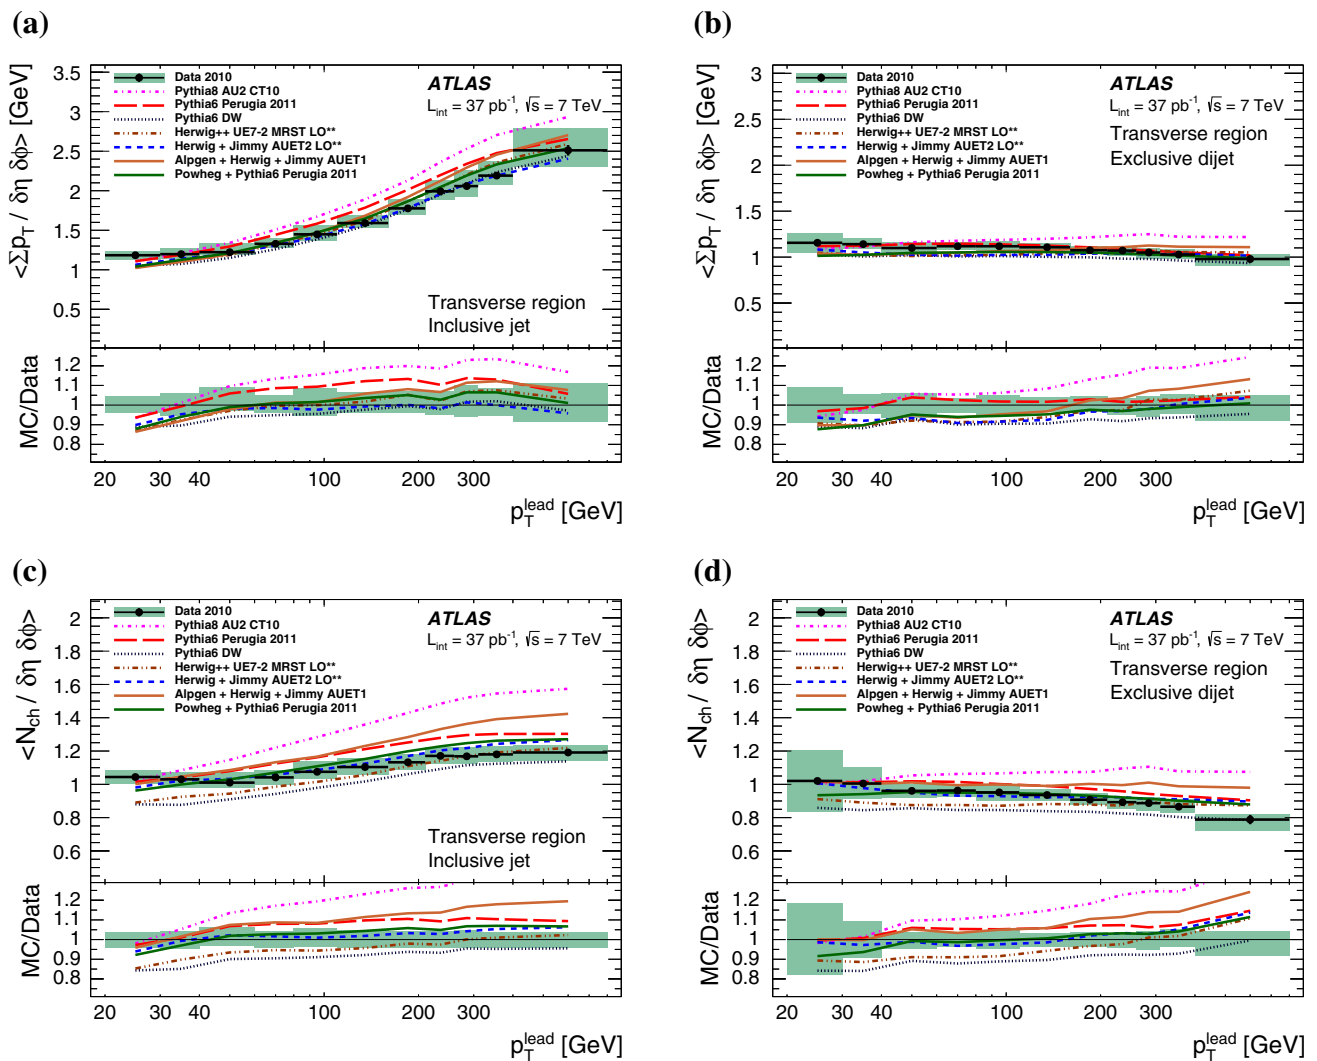 (a)
<Σp_T / δη δφ> [GeV]
3.5
3
2.5
2
1.5
1
0.5
Data 2010
Pythia8 AU2 CT10
Pythia6 Perugia 2011
Pythia6 DW
Herwig++ UE7-2 MRST LO**
Herwig + Jimmy AUET2 LO**
Alpgen + Herwig + Jimmy AUET1
Powheg + Pythia6 Perugia 2011
ATLAS
L_int = 37 pb⁻¹, √s = 7 TeV
Transverse region
Inclusive jet
MC/Data
1.2
1.1
1
0.9
0.8
20 30 40 100 200 300
p_T^lead [GeV]
(b)
<Σp_T / δη δφ> [GeV]
3
2.5
2
1.5
1
0.5
Data 2010
Pythia8 AU2 CT10
Pythia6 Perugia 2011
Pythia6 DW
Herwig++ UE7-2 MRST LO**
Herwig + Jimmy AUET2 LO**
Alpgen + Herwig + Jimmy AUET1
Powheg + Pythia6 Perugia 2011
ATLAS
L_int = 37 pb⁻¹, √s = 7 TeV
Transverse region
Exclusive dijet
MC/Data
1.2
1.1
1
0.9
0.8
20 30 40 100 200 300
p_T^lead [GeV]
(c)
<N_ch / δη δφ>
2
1.8
1.6
1.4
1.2
1
0.8
0.6
Data 2010
Pythia8 AU2 CT10
Pythia6 Perugia 2011
Pythia6 DW
Herwig++ UE7-2 MRST LO**
Herwig + Jimmy AUET2 LO**
Alpgen + Herwig + Jimmy AUET1
Powheg + Pythia6 Perugia 2011
ATLAS
L_int = 37 pb⁻¹, √s = 7 TeV
Transverse region
Inclusive jet
MC/Data
1.2
1.1
1
0.9
0.8
20 30 40 100 200 300
p_T^lead [GeV]
(d)
<N_ch / δη δφ>
2
1.8
1.6
1.4
1.2
1
0.8
0.6
Data 2010
Pythia8 AU2 CT10
Pythia6 Perugia 2011
Pythia6 DW
Herwig++ UE7-2 MRST LO**
Herwig + Jimmy AUET2 LO**
Alpgen + Herwig + Jimmy AUET1
Powheg + Pythia6 Perugia 2011
ATLAS
L_int = 37 pb⁻¹, √s = 7 TeV
Transverse region
Exclusive dijet
MC/Data
1.2
1.1
1
0.9
0.8
20 30 40 100 200 300
p_T^lead [GeV]